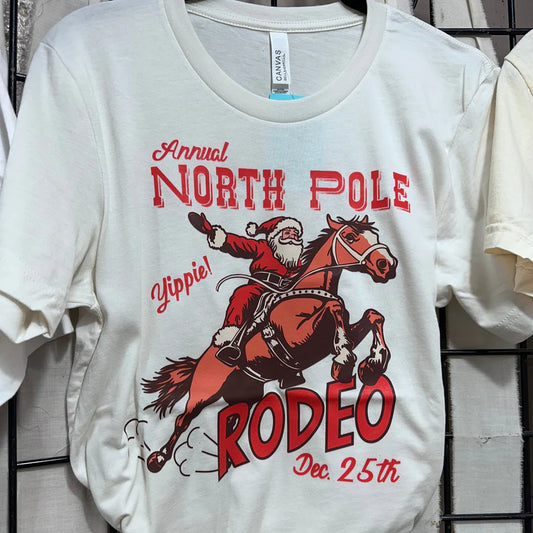 CANVAS
Annual
NORTH POLE
Yippie!
RODEO
Dec. 25th